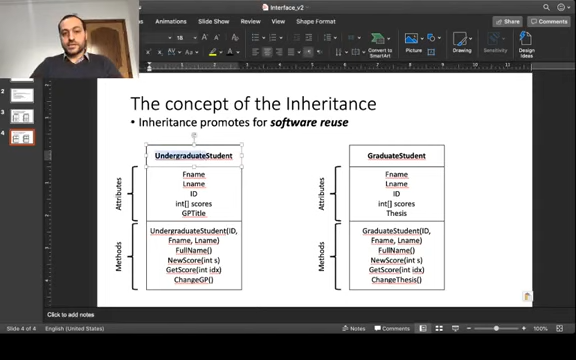 Interface_v2
Animations
Slide Show
Review
View
Shape Format
Share
Comments
18
Convert to
SmartArt
Picture
Drawing
Sensitivity
Design
Ideas
2
3
4
The concept of the Inheritance
• Inheritance promotes for software reuse
UndergraduateStudent
Attributes
Fname
Lname
ID
int[] scores
GPTitle
Methods
UndergraduateStudent(ID,
Fname, Lname)
FullName()
NewScore(int s)
GetScore(int idx)
ChangeGP()
GraduateStudent
Attributes
Fname
Lname
ID
int[] scores
Thesis
Methods
GraduateStudent(ID,
Fname, Lname)
FullName()
NewScore(int s)
GetScore(int idx)
ChangeThesis()
Click to add notes
Slide 4 of 4
English (United States)
Notes
Comments
100%